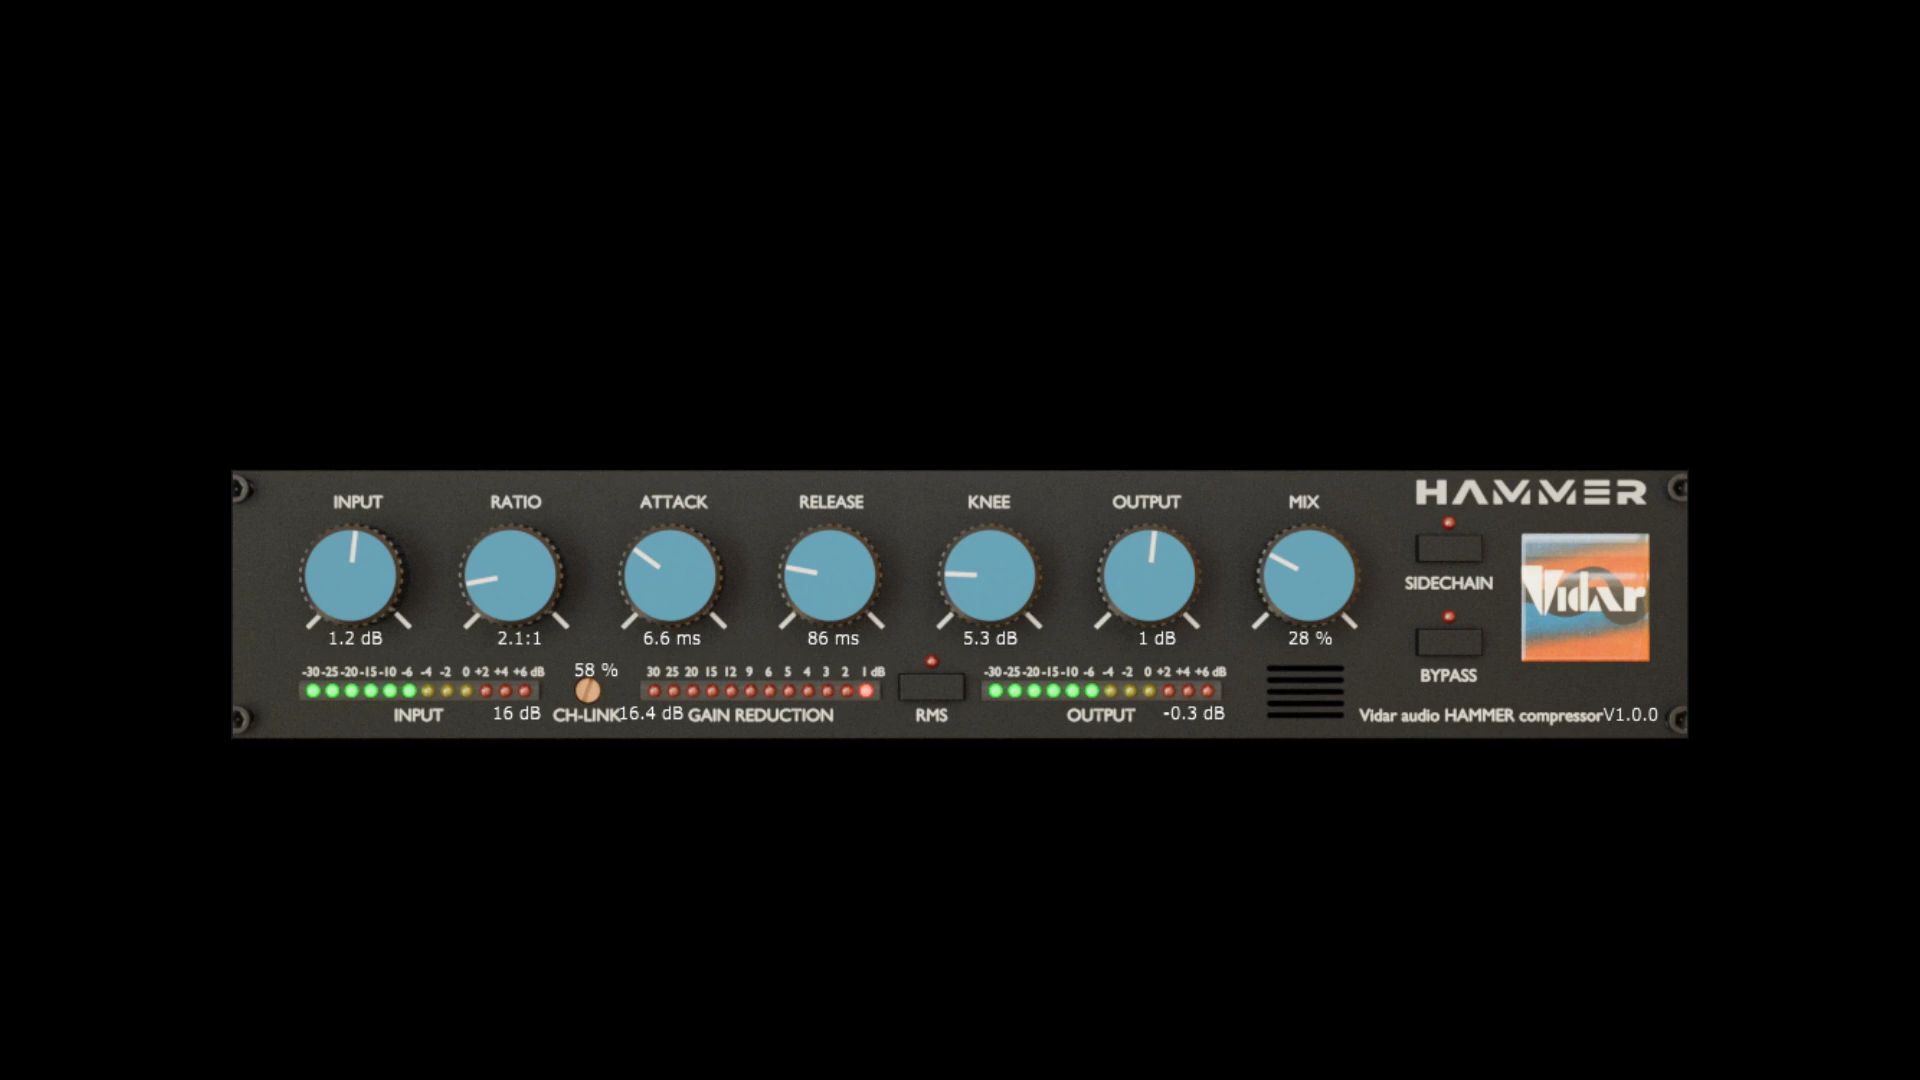 INPUT RATIO ATTACK RELEASE KNEE OUTPUT MIX HAMMER
SIDECHAIN
Vidar
1.2 dB 2.1:1 6.6 ms 86 ms 5.3 dB 1 dB 28 %
-30 -25 -20 -15 -10 -6 -4 -2 0 +2 +4 +6 dB
58 %
30 25 20 15 12 9 6 5 4 3 2 1 dB
-30 -25 -20 -15 -10 -6 -4 -2 0 +2 +4 +6 dB
BYPASS
INPUT 16 dB CH-LINK 16.4 dB GAIN REDUCTION RMS OUTPUT -0.3 dB Vidar audio HAMMER compressor V1.0.0